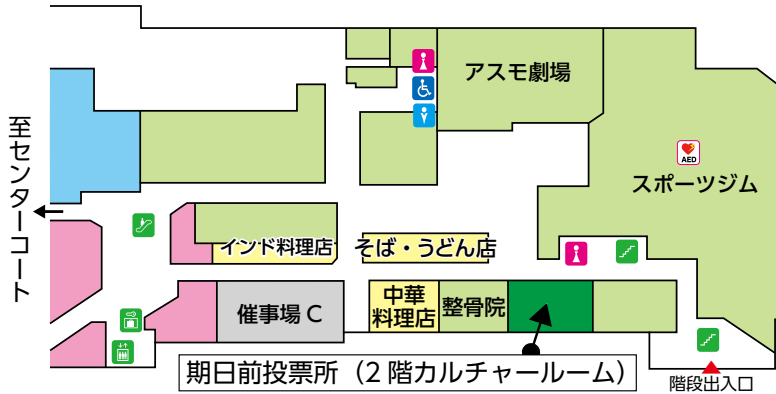 アスモ劇場
AED
スポーツジム
至センターコート
インド料理店
そば・うどん店
催事場 C
中華
料理店
整骨院
期日前投票所（2階カルチャールーム）
階段出入口